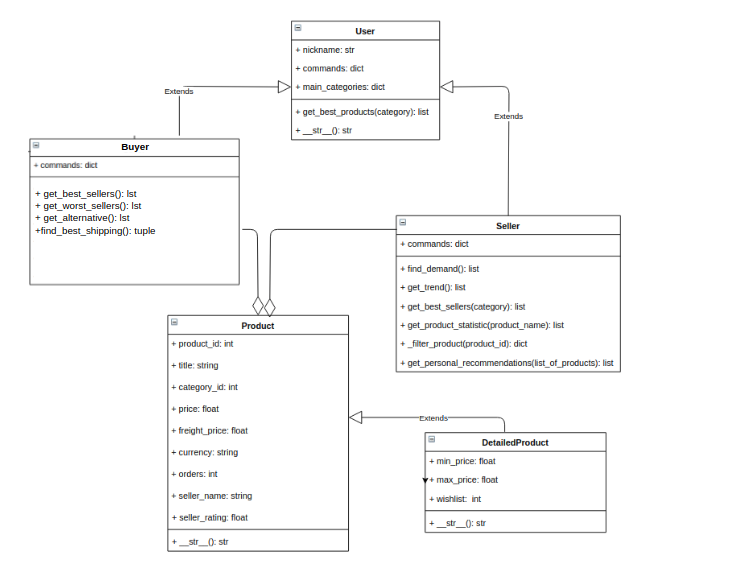 User
+ nickname: str
+ commands: dict
+ main_categories: dict
+ get_best_products(category): list
+ __str__(): str
Extends
Extends
Buyer
+ commands: dict
+ get_best_sellers(): lst
+ get_worst_sellers(): lst
+ get_alternative(): lst
+find_best_shipping(): tuple
Seller
+ commands: dict
+ find_demand(): list
+ get_trend(): list
+ get_best_sellers(category): list
+ get_product_statistic(product_name): list
+ _filter_product(product_id): dict
+ get_personal_recommendations(list_of_products): list
Product
+ product_id: int
+ title: string
+ category_id: int
+ price: float
+ freight_price: float
+ currency: string
+ orders: int
+ seller_name: string
+ seller_rating: float
+ __str__(): str
Extends
DetailedProduct
+ min_price: float
+ max_price: float
+ wishlist:  int
+ __str__(): str